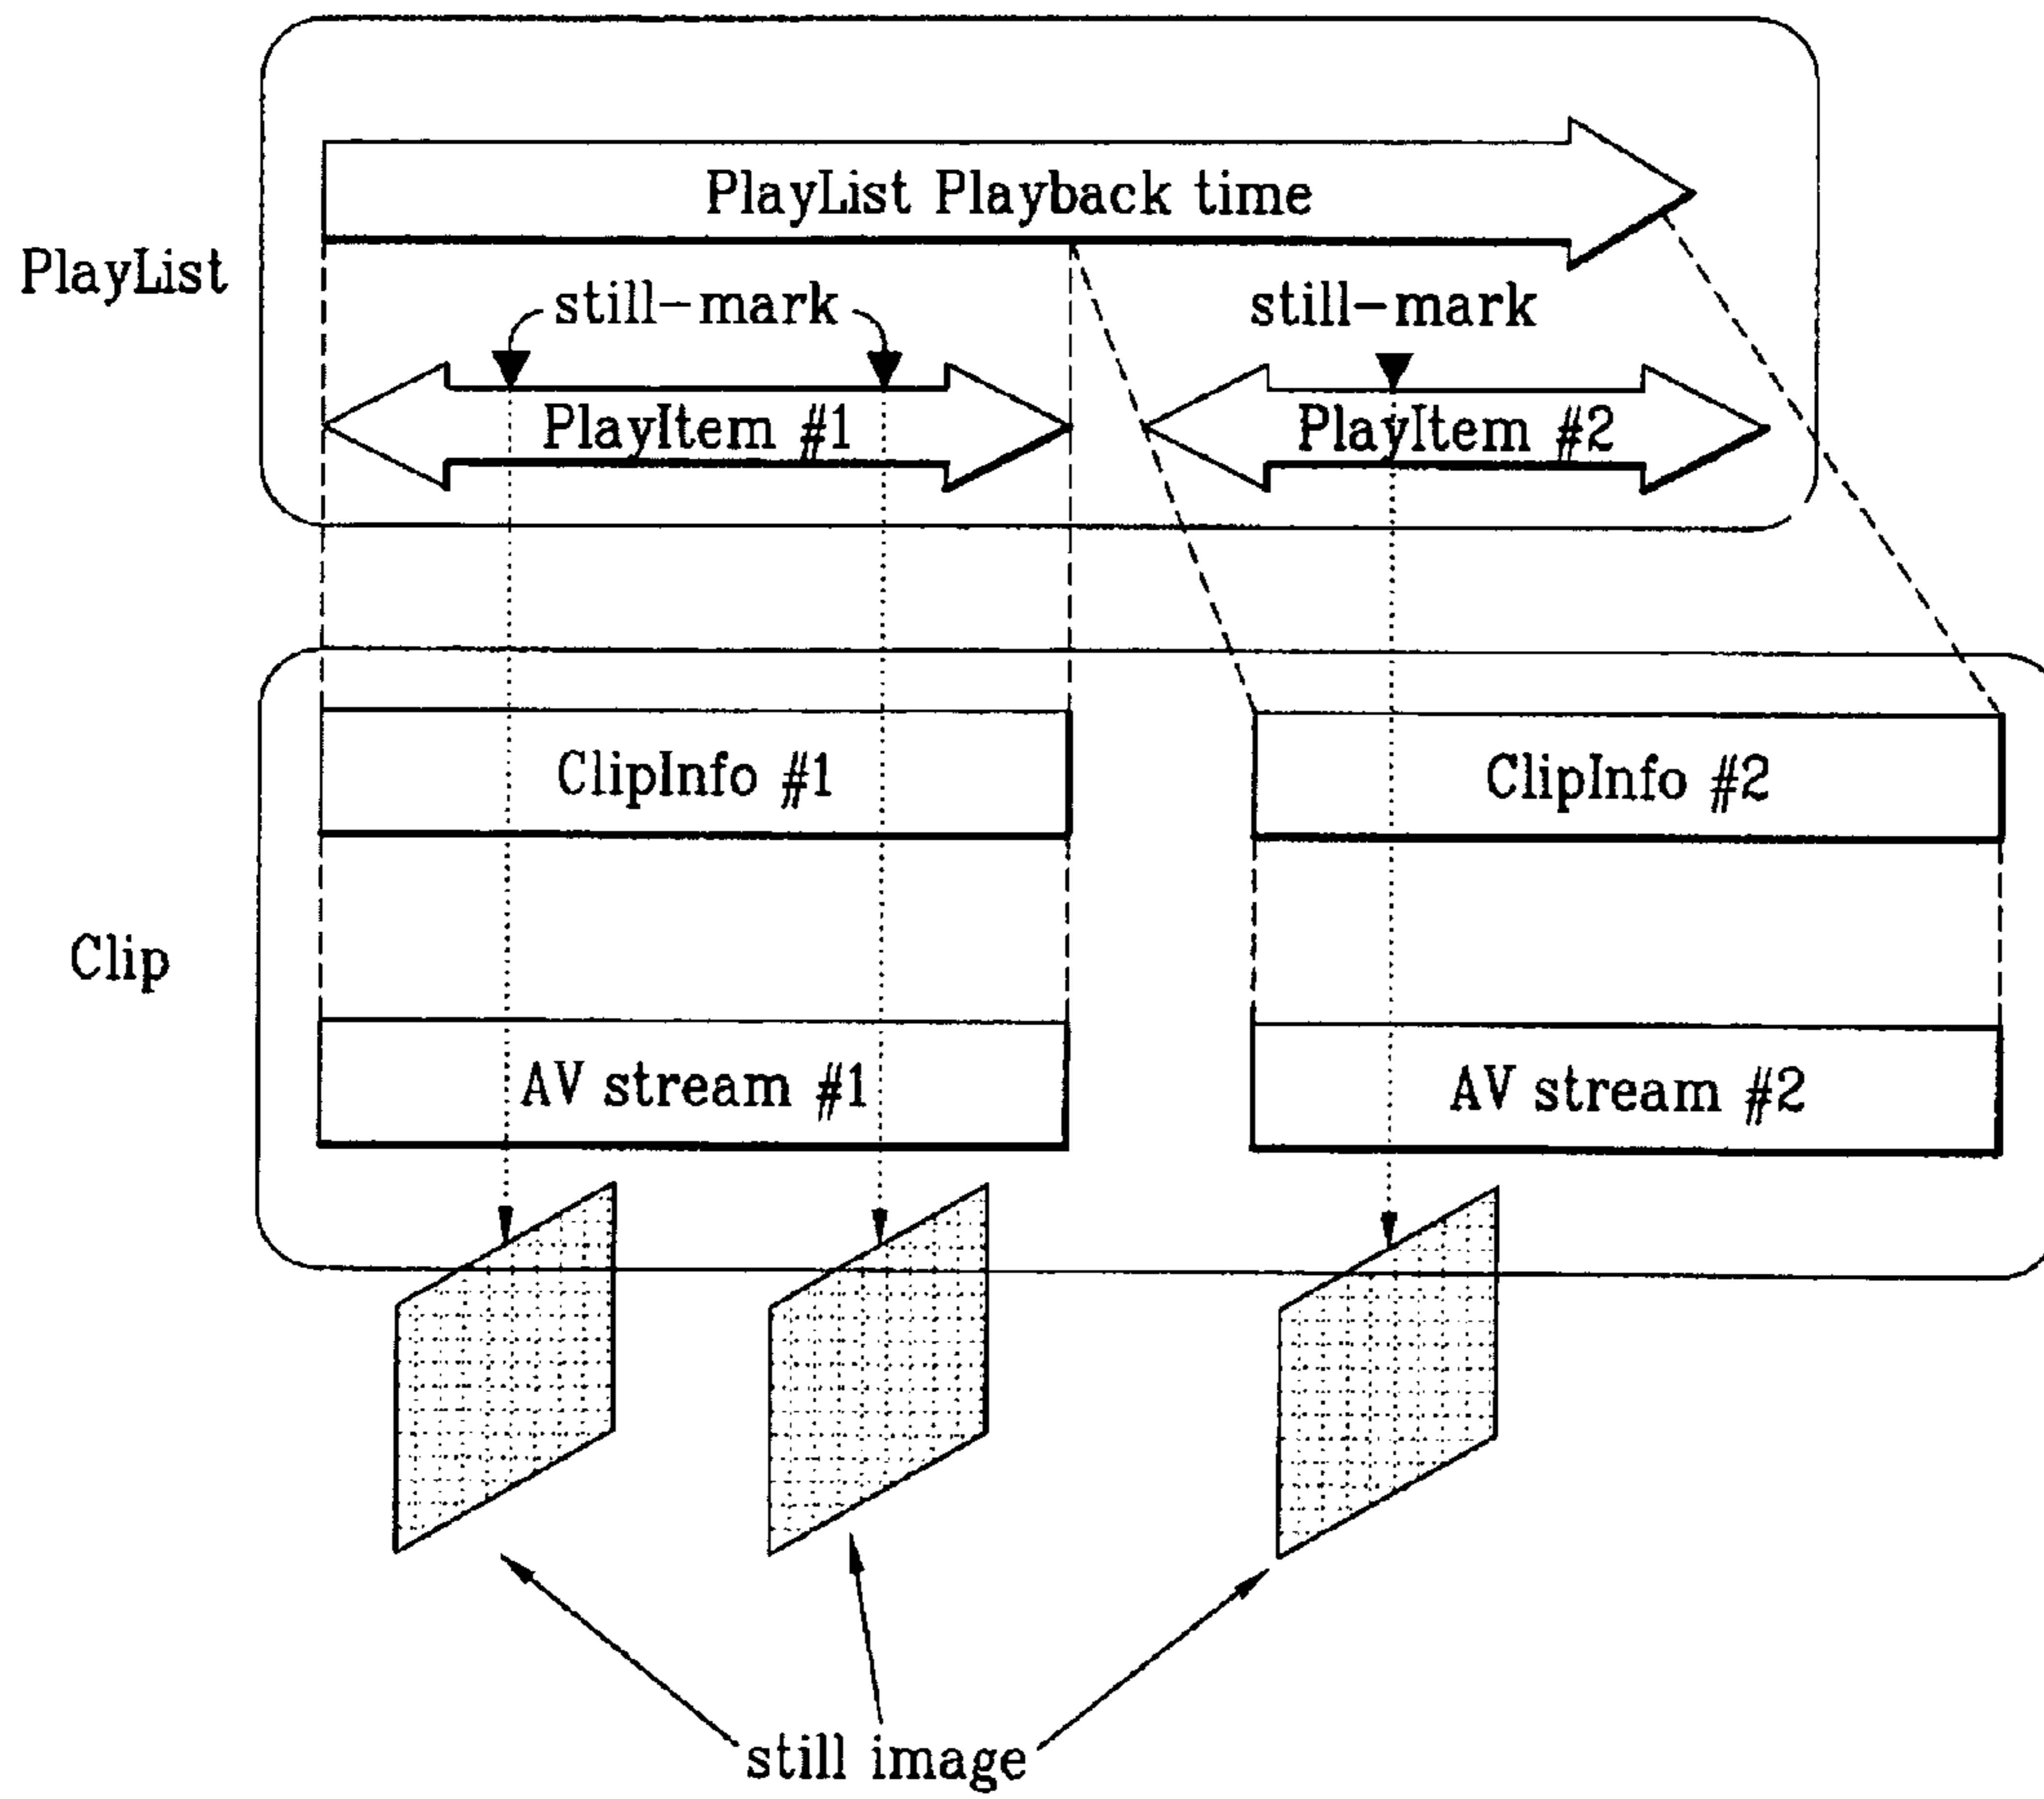 PlayList Playback time
PlayList
still-mark
still-mark
PlayItem #1
PlayItem #2
ClipInfo #1
ClipInfo #2
Clip
AV stream #1
AV stream #2
still image